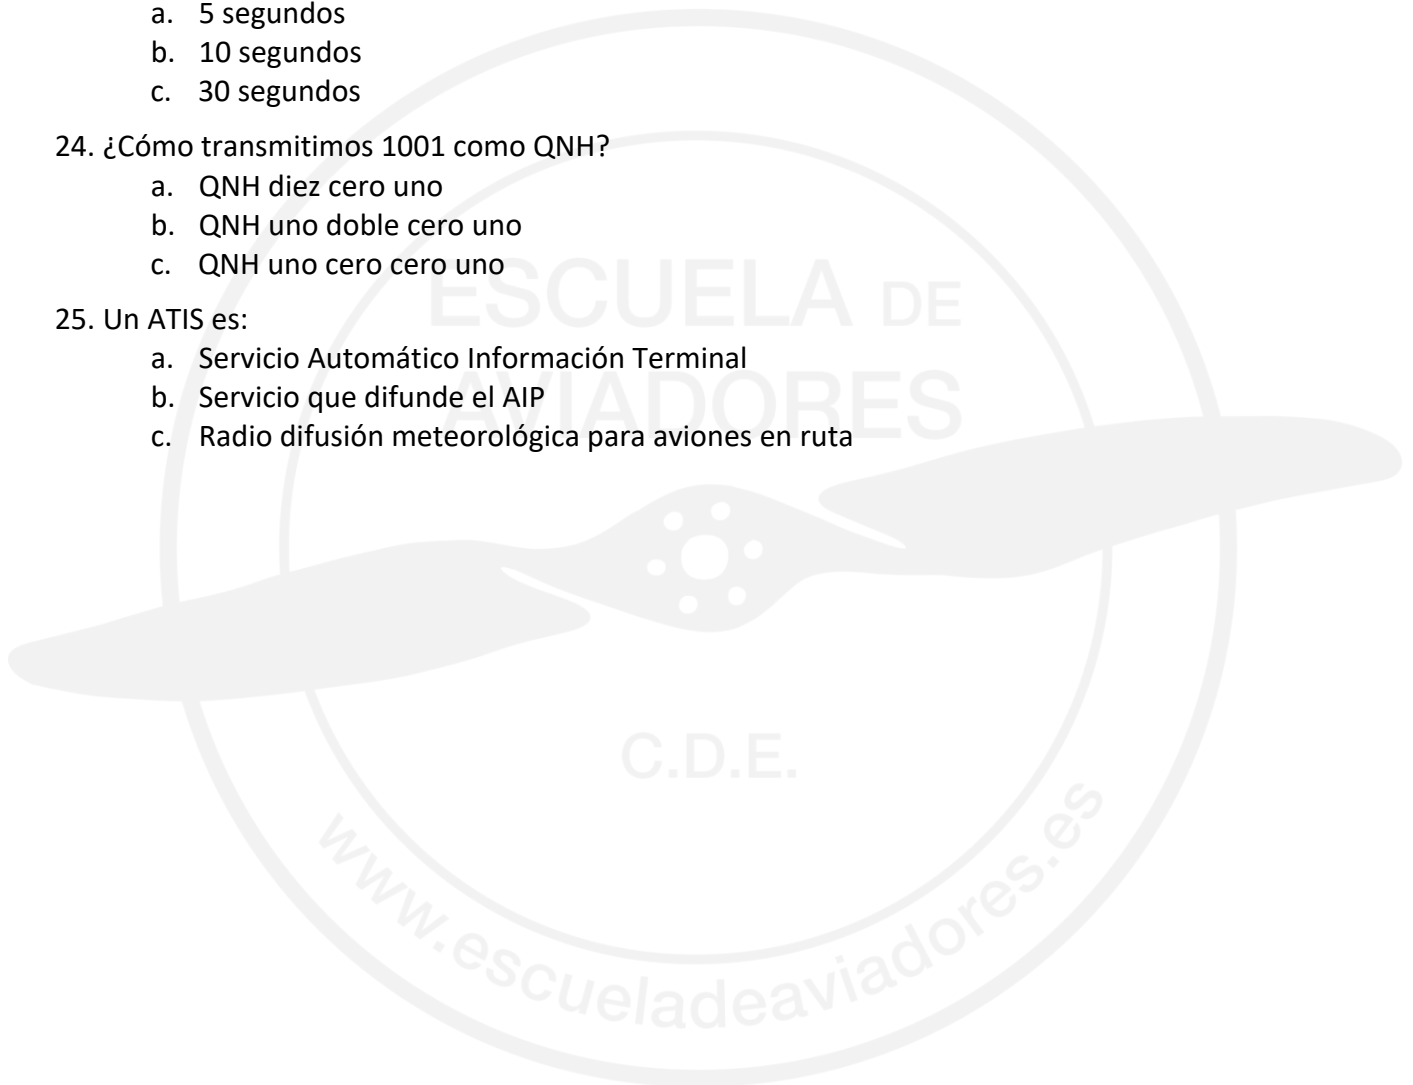 a. 5 segundos
b. 10 segundos
c. 30 segundos
24. ¿Cómo transmitimos 1001 como QNH?
a. QNH diez cero uno
b. QNH uno doble cero uno
c. QNH uno cero cero uno
25. Un ATIS es:
a. Servicio Automático Información Terminal
b. Servicio que difunde el AIP
c. Radio difusión meteorológica para aviones en ruta
ESCUELA DE
AVIADORES
C.D.E.
www.escueladeaviadores.es